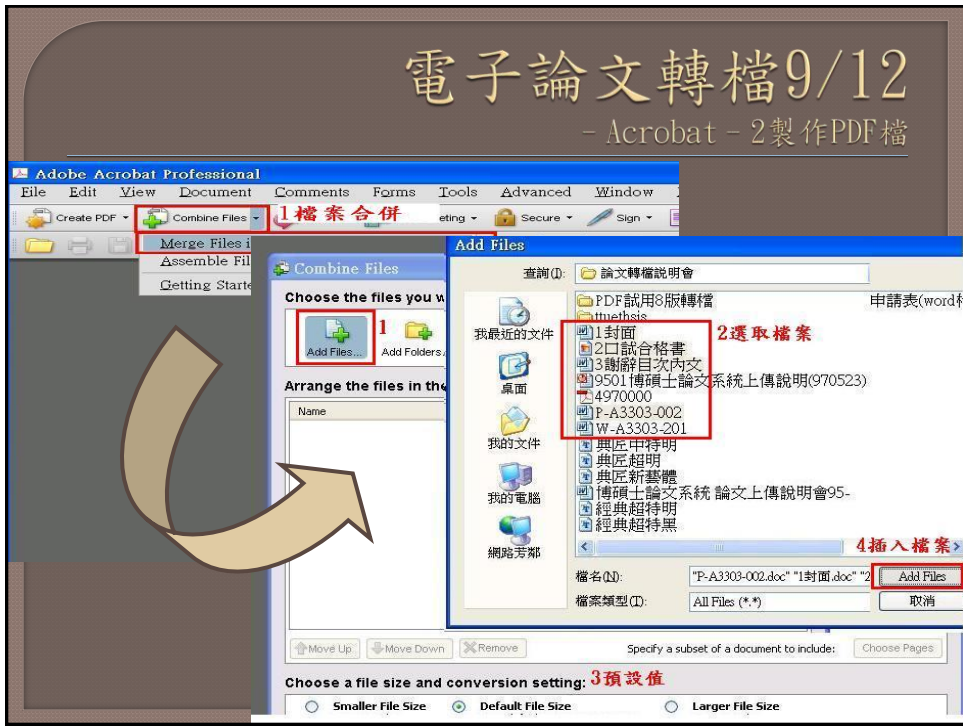 電子論文轉檔9/12
- Acrobat - 2製作PDF檔
Adobe Acrobat Professional
File Edit View Document Comments Forms Tools Advanced Window
Create PDF Combine Files 1檔案合併 eting Secure Sign
Merge Files i
Assemble Fil
Getting Starte
Combine Files
Choose the files you w
1
Add Files... Add Folders
Arrange the files in the
Name
Add Files
查詢(I): 論文轉檔説明會
我最近的文件
桌面
我的文件
我的電腦
網路芳鄰
PDF試用8版轉檔 申請表(word
ttuethsis
1封面 2選取檔案
2口試合格書
3謝辭目次內文
9501博碩士論文系統上傳說明(970523)
4970000
P-A3303-002
W-A3303-201
典匠中特明
典匠超明
典匠新藝體
博碩士論文系統 論文上傳說明會95-
經典超特明
經典超特黑
4插入檔案
檔名(N): "P-A3303-002.doc" "1封面.doc" "2 Add Files
檔案類型(T): All Files (*.*) 取消
Move Up Move Down Remove Specify a subset of a document to include: Choose Pages
Choose a file size and conversion setting: 3預設值
Smaller File Size Default File Size Larger File Size